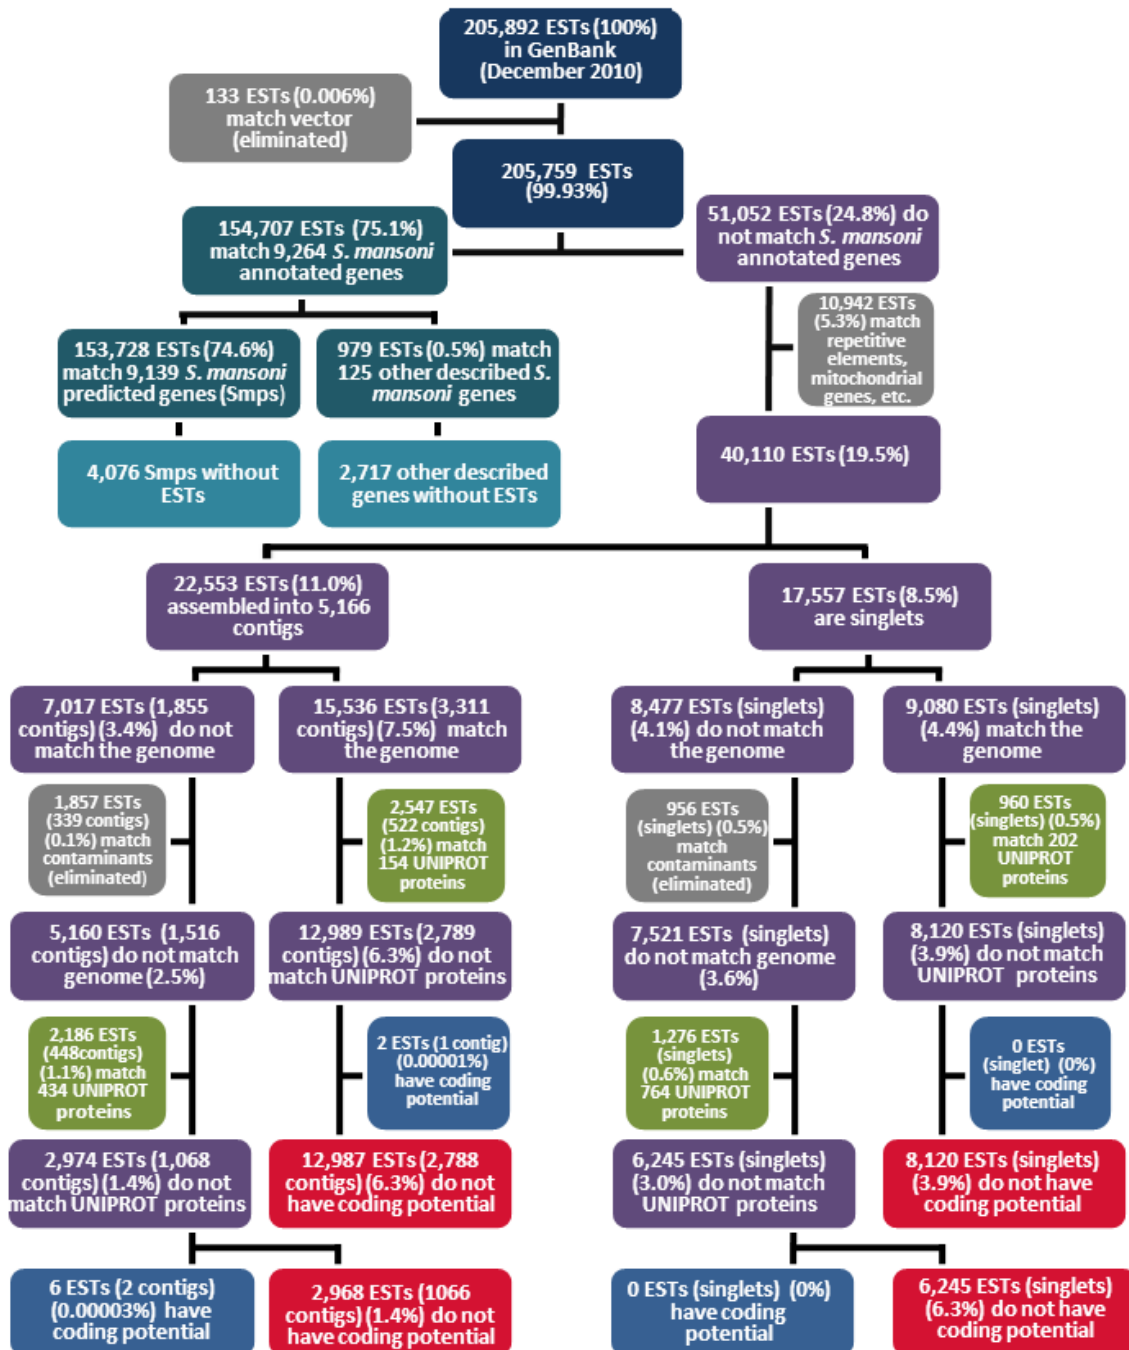 205,892 ESTs (100%)
in GenBank
(December 2010)
133 ESTs (0.006%)
match vector
(eliminated)
205,759 ESTs
(99.93%)
154,707 ESTs (75.1%)
match 9,264 S. mansoni
annotated genes
51,052 ESTs (24.8%) do
not match S. mansoni
annotated genes
10,942 ESTs
(5.3%) match
repetitive
elements,
mitochondrial
genes, etc.
153,728 ESTs (74.6%)
match 9,139 S. mansoni
predicted genes (Smps)
979 ESTs (0.5%) match
125 other described S.
mansoni genes
40,110 ESTs (19.5%)
4,076 Smps without
ESTs
2,717 other described
genes without ESTs
22,553 ESTs (11.0%)
assembled into 5,166
contigs
17,557 ESTs (8.5%)
are singlets
7,017 ESTs (1,855
contigs) (3.4%) do not
match the genome
15,536 ESTs (3,311
contigs) (7.5%) match
the genome
8,477 ESTs (singlets)
(4.1%) do not match
the genome
9,080 ESTs (singlets)
(4.4%) match the
genome
1,857 ESTs
(339 contigs)
(0.1%) match
contaminants
(eliminated)
2,547 ESTs
(522 contigs)
(1.2%) match
154 UNIPROT
proteins
956 ESTs
(singlets) (0.5%)
match
contaminants
(eliminated)
960 ESTs
(singlets) (0.5%)
match 202
UNIPROT
proteins
5,160 ESTs (1,516
contigs) do not match
genome (2.5%)
12,989 ESTs (2,789
contigs) (6.3%) do not
match UNIPROT proteins
7,521 ESTs (singlets)
do not match genome
(3.6%)
8,120 ESTs (singlets)
(3.9%) do not match
UNIPROT proteins
2,186 ESTs
(448contigs)
(1.1%) match
434 UNIPROT
proteins
2 ESTs (1 contig)
(0.00001%)
have coding
potential
1,276 ESTs
(singlets)
(0.6%) match
764 UNIPROT
proteins
0 ESTs
(singlet) (0%)
have coding
potential
2,974 ESTs (1,068
contigs) (1.4%) do not
match UNIPROT proteins
12,987 ESTs (2,788
contigs) (6.3%) do not
have coding potential
6,245 ESTs (singlets)
(3.0%) do not match
UNIPROT proteins
8,120 ESTs (singlets)
(3.9%) do not have
coding potential
6 ESTs (2 contigs)
(0.00003%) have
coding potential
2,968 ESTs (1066
contigs) (1.4%) do not
have coding potential
0 ESTs (singlets) (0%)
have coding
potential
6,245 ESTs (singlets)
(6.3%) do not have
coding potential